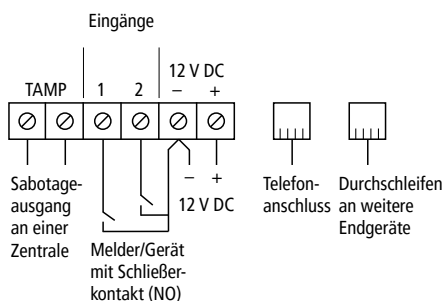 Eingänge
12 V DC
TAMP 1 2 – +
– +
12 V DC
Sabotage-
ausgang
an einer
Zentrale
Melder/Gerät
mit Schließer-
kontakt (NO)
Telefon-
anschluss
Durchschleifen
an weitere
Endgeräte